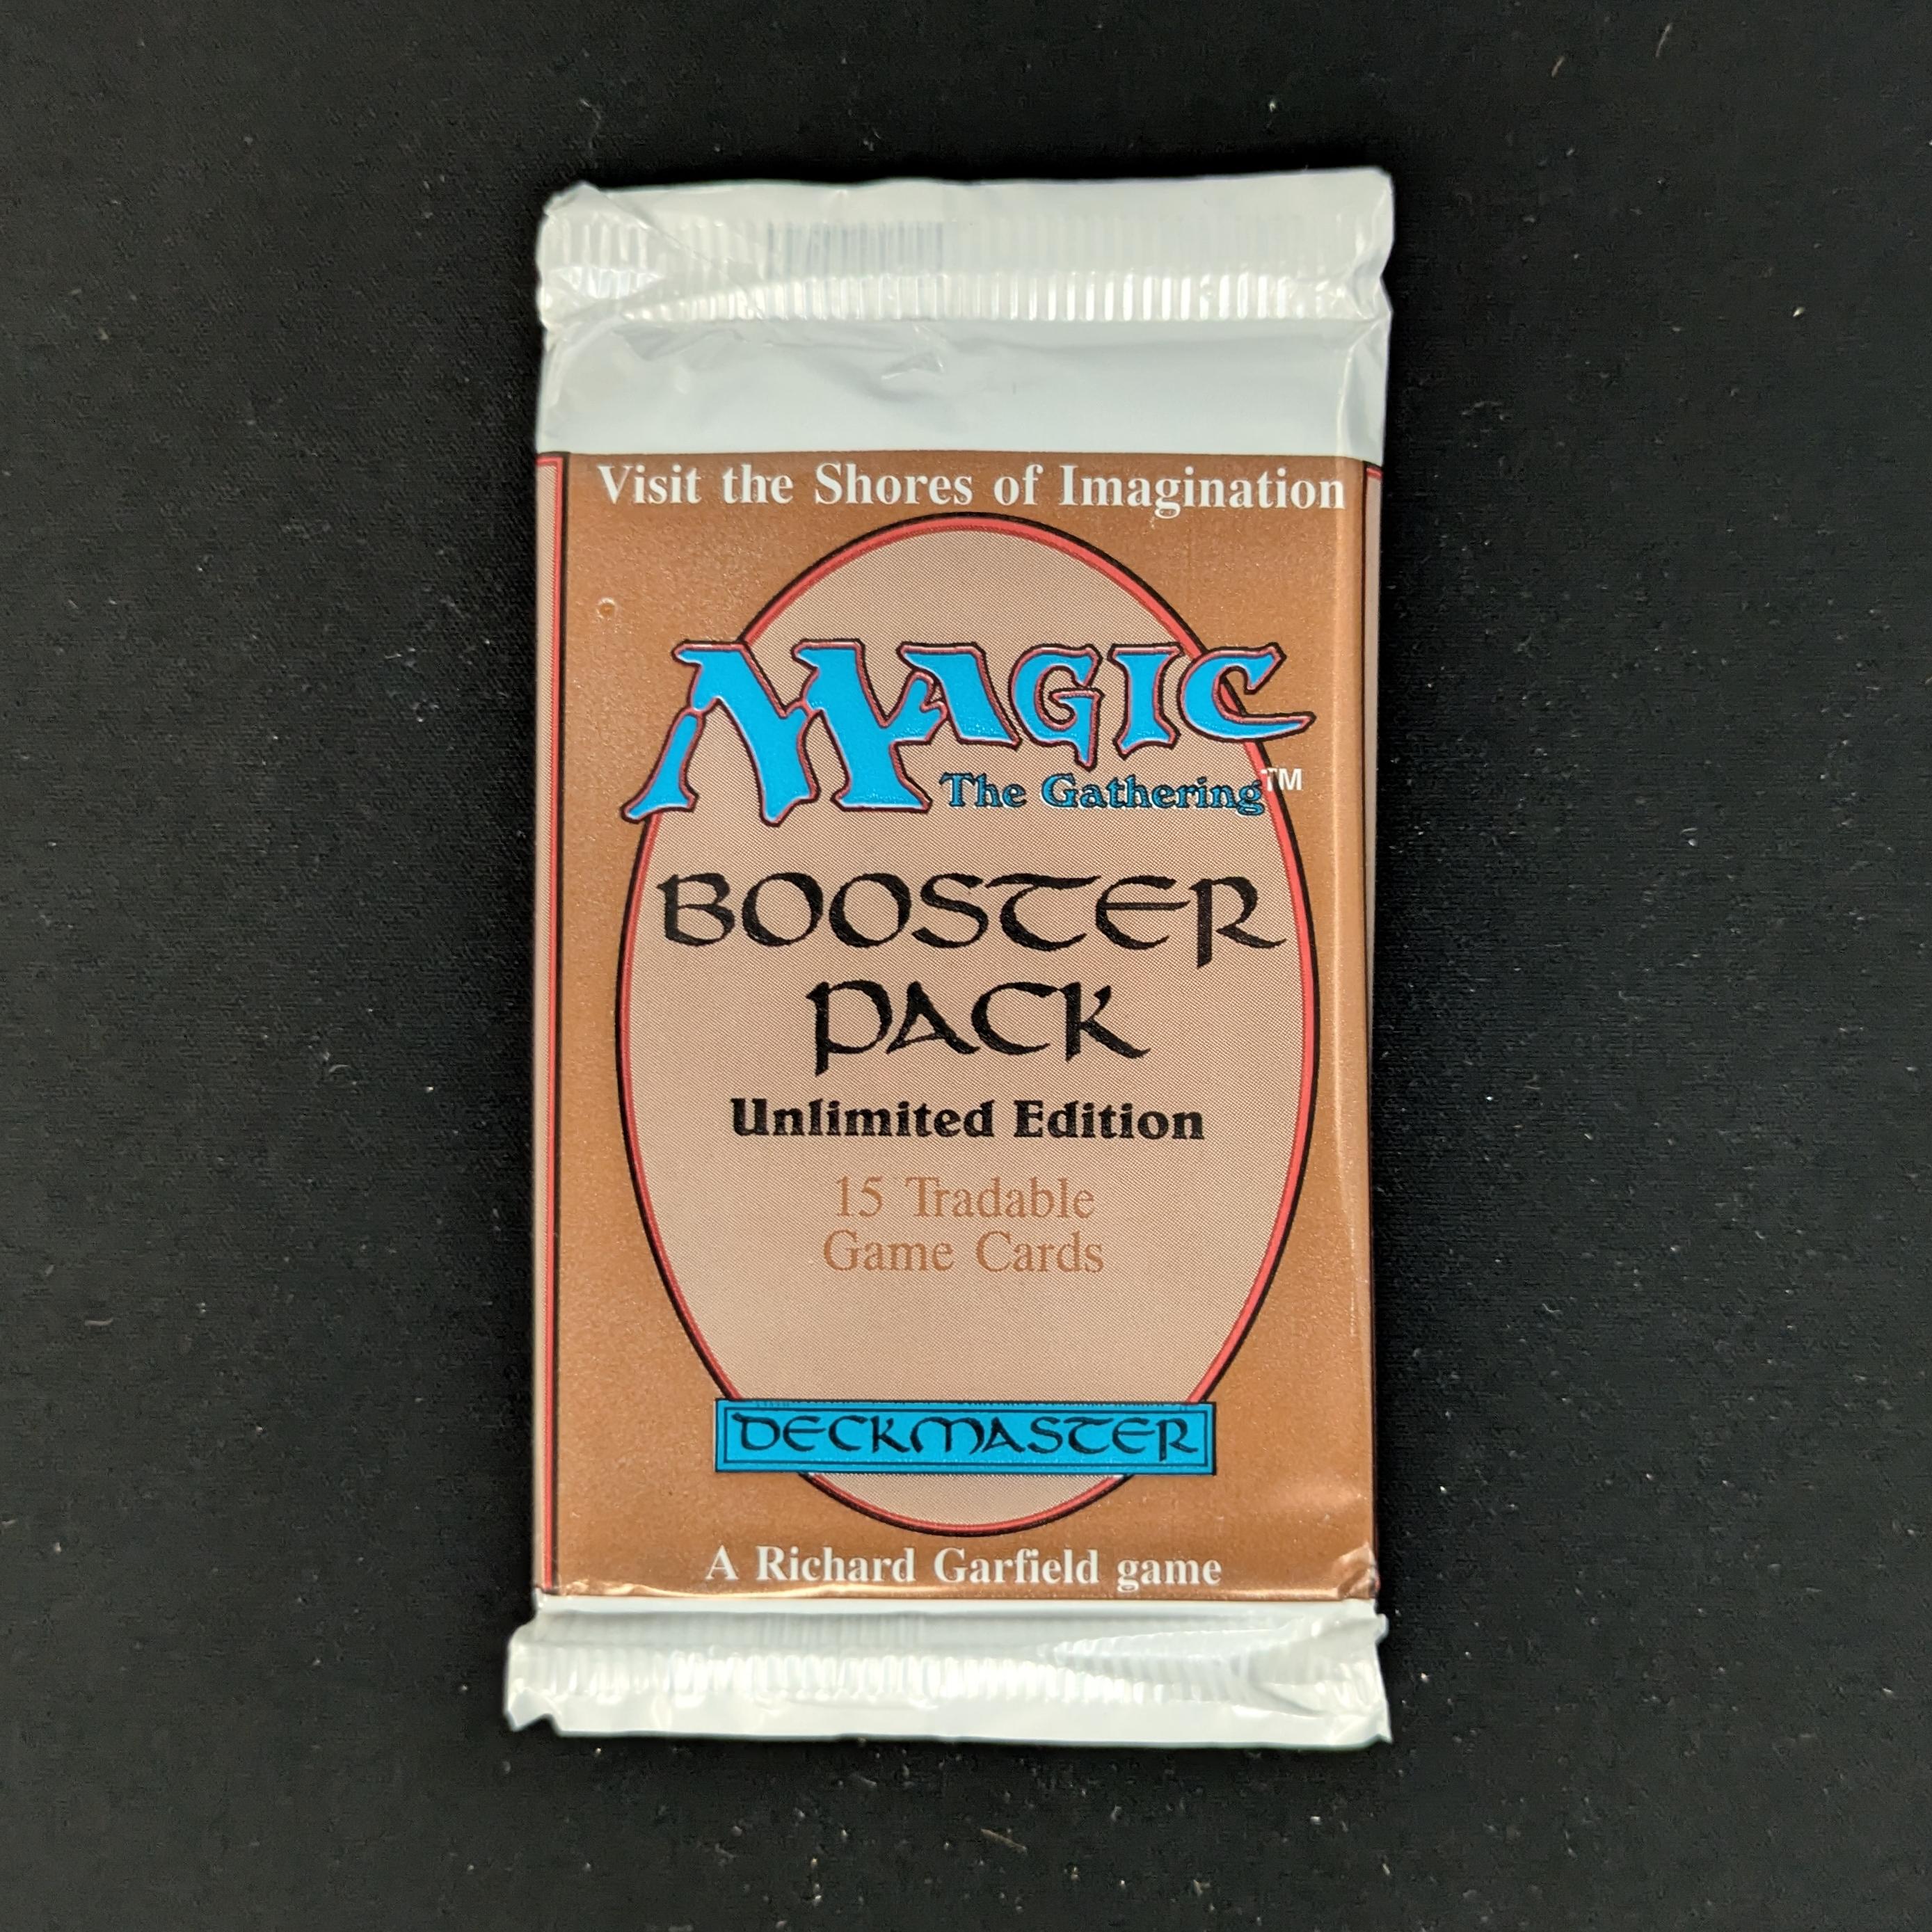 Visit the Shores of Imagination
MAGIC
The Gathering™
BOOSTER
PACK
Unlimited Edition
15 Tradable
Game Cards
DECKMASTER
A Richard Garfield game